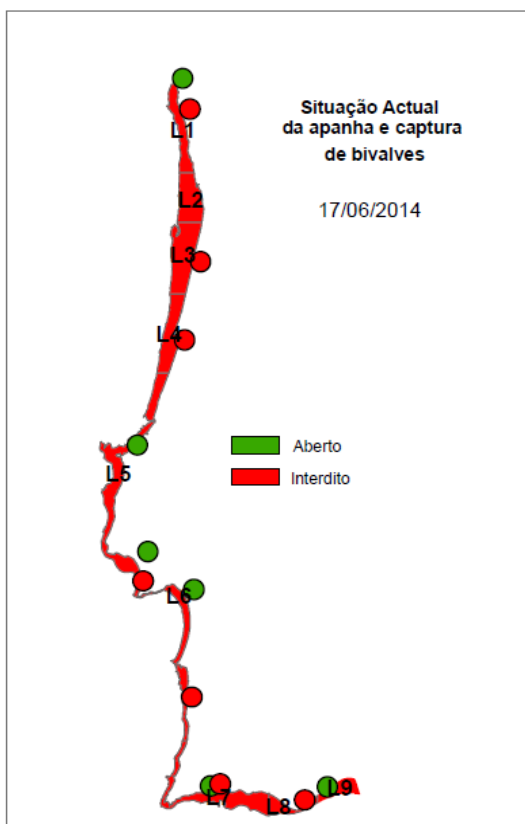 Situação Actual
da apanha e captura
de bivalves
17/06/2014
L1
L2
L3
L4
Aberto
L5
Interdito
L6
L7
L8
L9